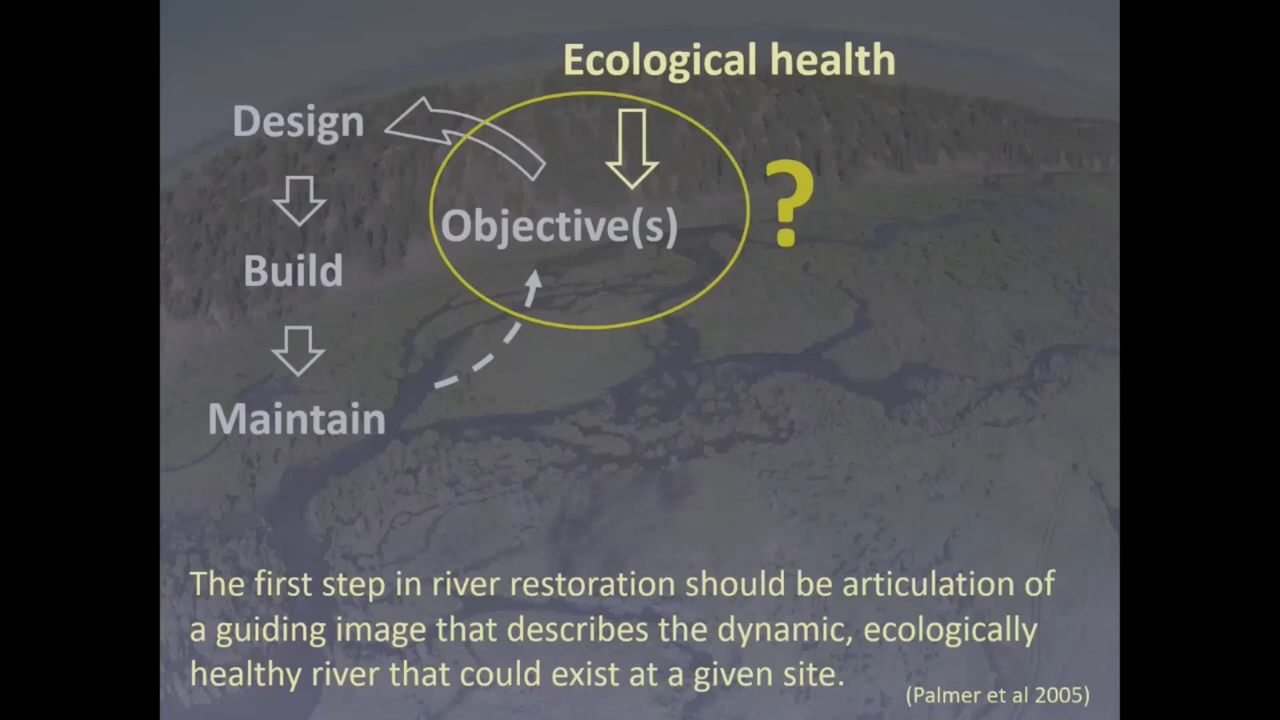 Ecological health
Design
Objective(s)
?
Build
Maintain
The first step in river restoration should be articulation of
a guiding image that describes the dynamic, ecologically
healthy river that could exist at a given site.
(Palmer et al 2005)